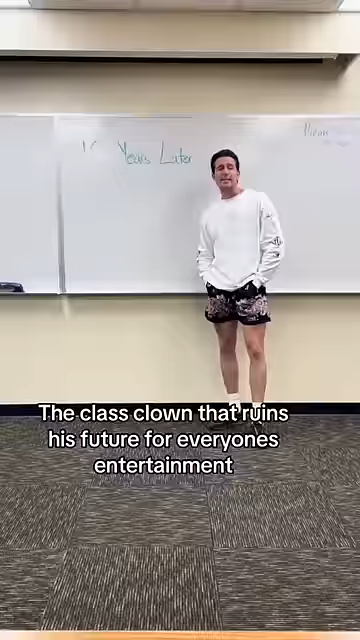 Years Later
The class clown that ruins
his future for everyones
entertainment